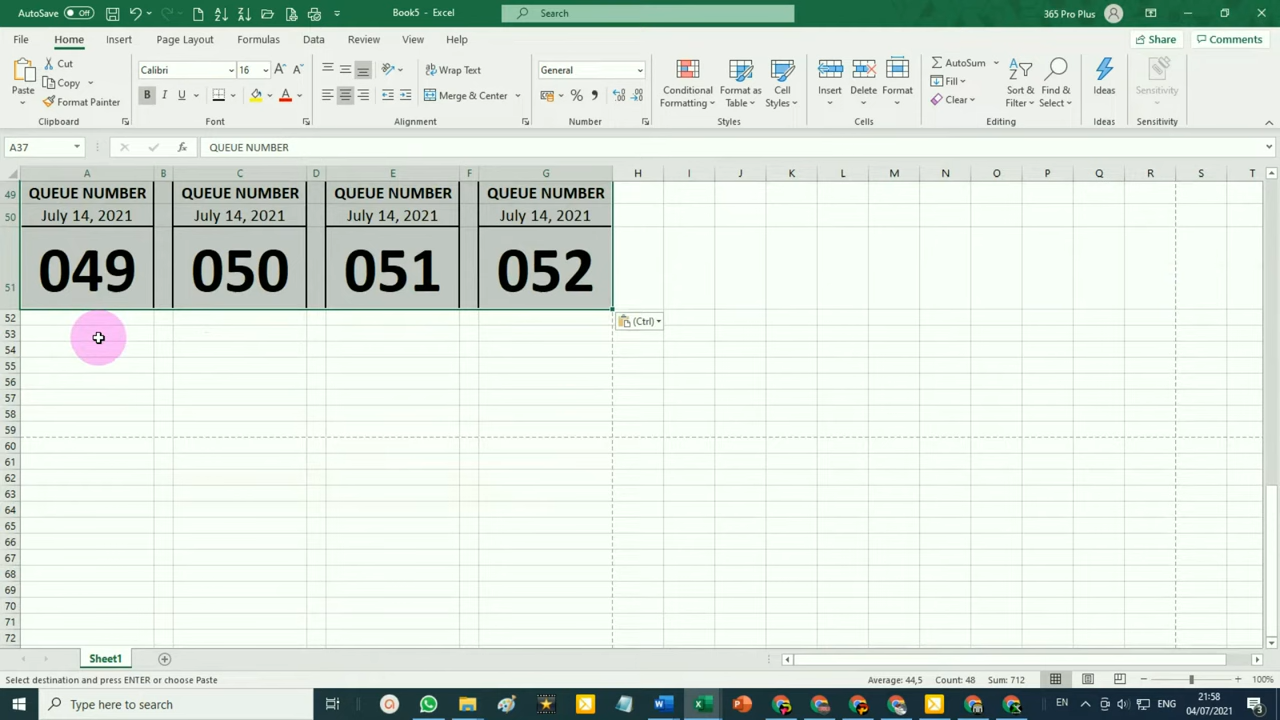 AutoSave Off Book5 - Excel Search 365 Pro Plus
File Home Insert Page Layout Formulas Data Review View Help Share Comments
Paste Cut Copy Format Painter Clipboard
Calibri 16 A A B I U A Font
Wrap Text Merge & Center Alignment
General % Number
Conditional Formatting Format as Table Cell Styles Styles
Insert Delete Format Cells
AutoSum Fill Clear Sort & Filter Find & Select Editing
Ideas Ideas
Sensitivity Sensitivity
A37 fx QUEUE NUMBER
A B C D E F G H I J K L M N O P Q R S T
49 QUEUE NUMBER QUEUE NUMBER QUEUE NUMBER QUEUE NUMBER
50 July 14, 2021 July 14, 2021 July 14, 2021 July 14, 2021
51 049 050 051 052
52 (Ctrl)
53
54
55
56
57
58
59
60
61
62
63
64
65
66
67
68
69
70
71
72
Sheet1
Select destination and press ENTER or choose Paste Average: 44,5 Count: 48 Sum: 712 100%
Type here to search EN 21:58
04/07/2021 3